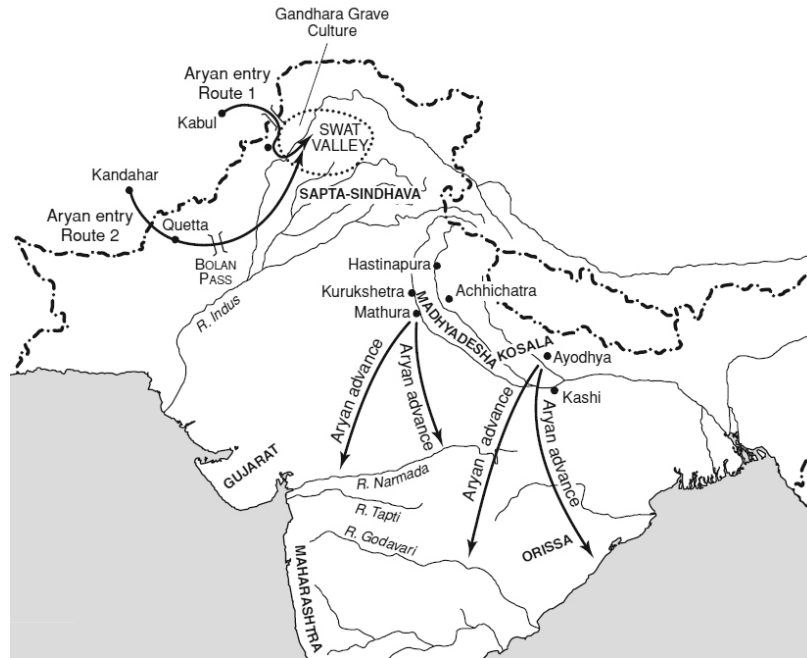 Gandhara Grave
Culture
Aryan entry
Route 1
Kabul
SWAT
VALLEY
Kandahar
SAPTA-SINDHAVA
Aryan entry
Route 2
Quetta
BOLAN
PASS
Hastinapura
R. Indus
Kurukshetra
Achhichatra
Mathura
MADHYADESHA
KOSALA
Ayodhya
Kashi
Aryan advance
Aryan advance
Aryan advance
Aryan advance
GUJARAT
R. Narmada
R. Tapti
R. Godavari
ORISSA
MAHARASHTRA